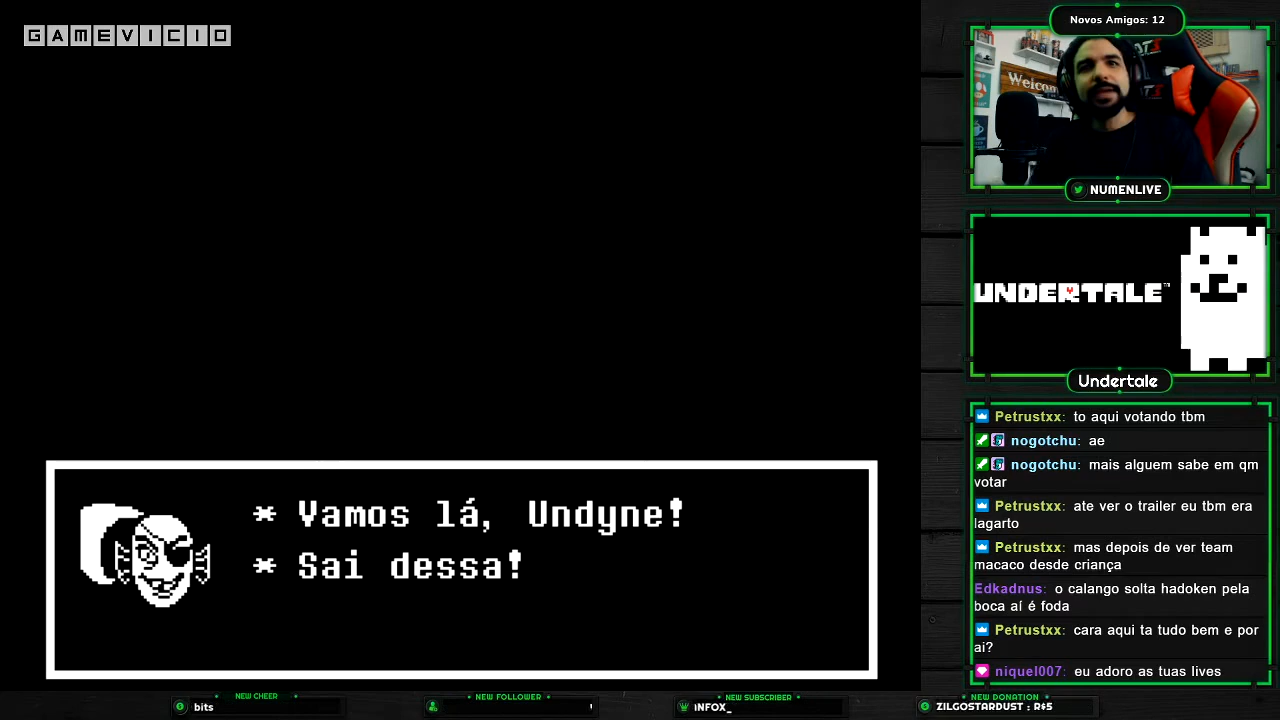 GAMEVICIO
* Vamos lá, Undyne!
* Sai dessa!
Novos Amigos: 12
Welcome
NUMENLIVE
UNDERTALE™
Undertale
Petrustxx: to aqui votando tbm
nogotchu: ae
nogotchu: mais alguem sabe em qm
votar
Petrustxx: ate ver o trailer eu tbm era
lagarto
Petrustxx: mas depois de ver team
macaco desde criança
Edkadnus: o calango solta hadoken pela
boca aí é foda
Petrustxx: cara aqui ta tudo bem e por
ai?
niquel007: eu adoro as tuas lives
NEW CHEER
bits
NEW FOLLOWER
NEW SUBSCRIBER
INFOX_
NEW DONATION
ZILGOSTARDUST : R$5